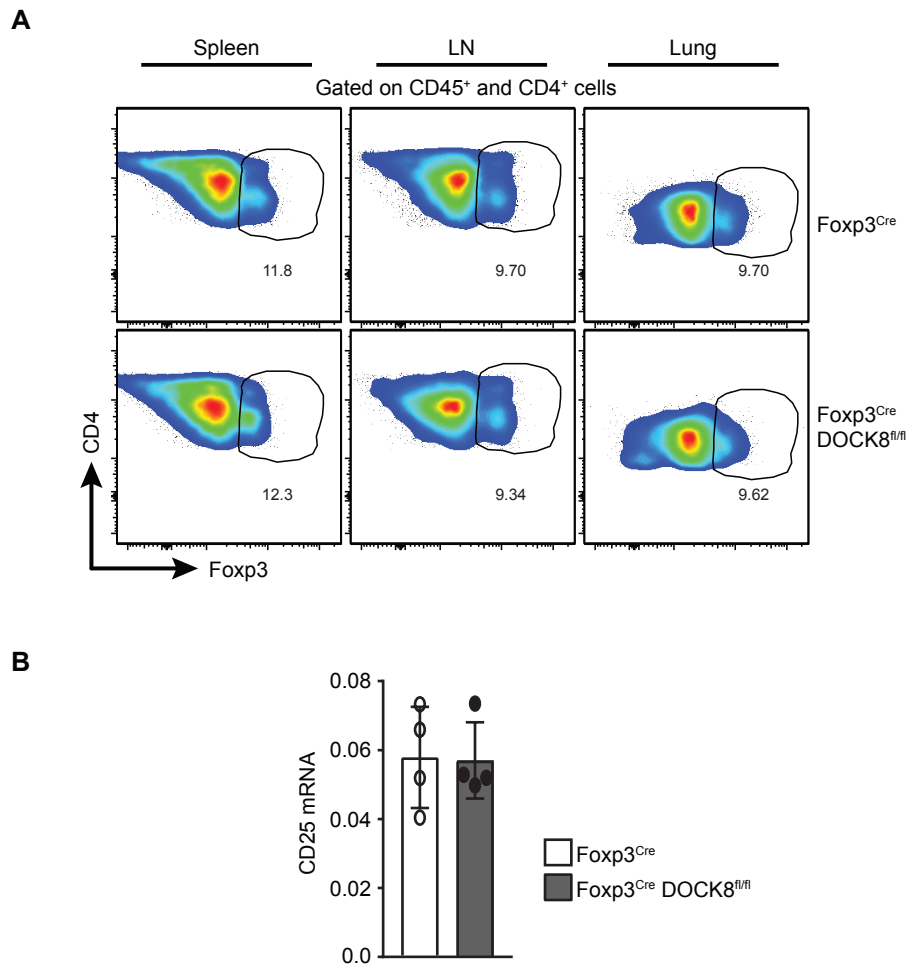 A
Spleen LN Lung
Gated on CD45⁺ and CD4⁺ cells
11.8 9.70 9.70
Foxp3ᶜʳᵉ
12.3 9.34 9.62
Foxp3ᶜʳᵉ
DOCK8ᶠˡ/ᶠˡ
CD4
Foxp3
B
CD25 mRNA
0.08
0.06
0.04
0.02
0.0
Foxp3ᶜʳᵉ
Foxp3ᶜʳᵉ DOCK8ᶠˡ/ᶠˡ